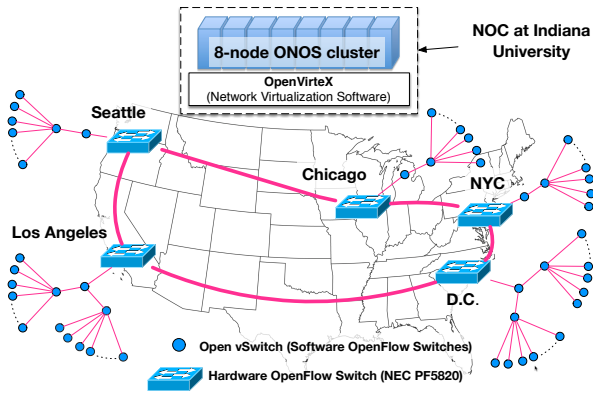 8-node ONOS cluster
OpenVirteX
(Network Virtualization Software)
NOC at Indiana
University
Seattle
Chicago
NYC
Los Angeles
D.C.
Open vSwitch (Software OpenFlow Switches)
Hardware OpenFlow Switch (NEC PF5820)